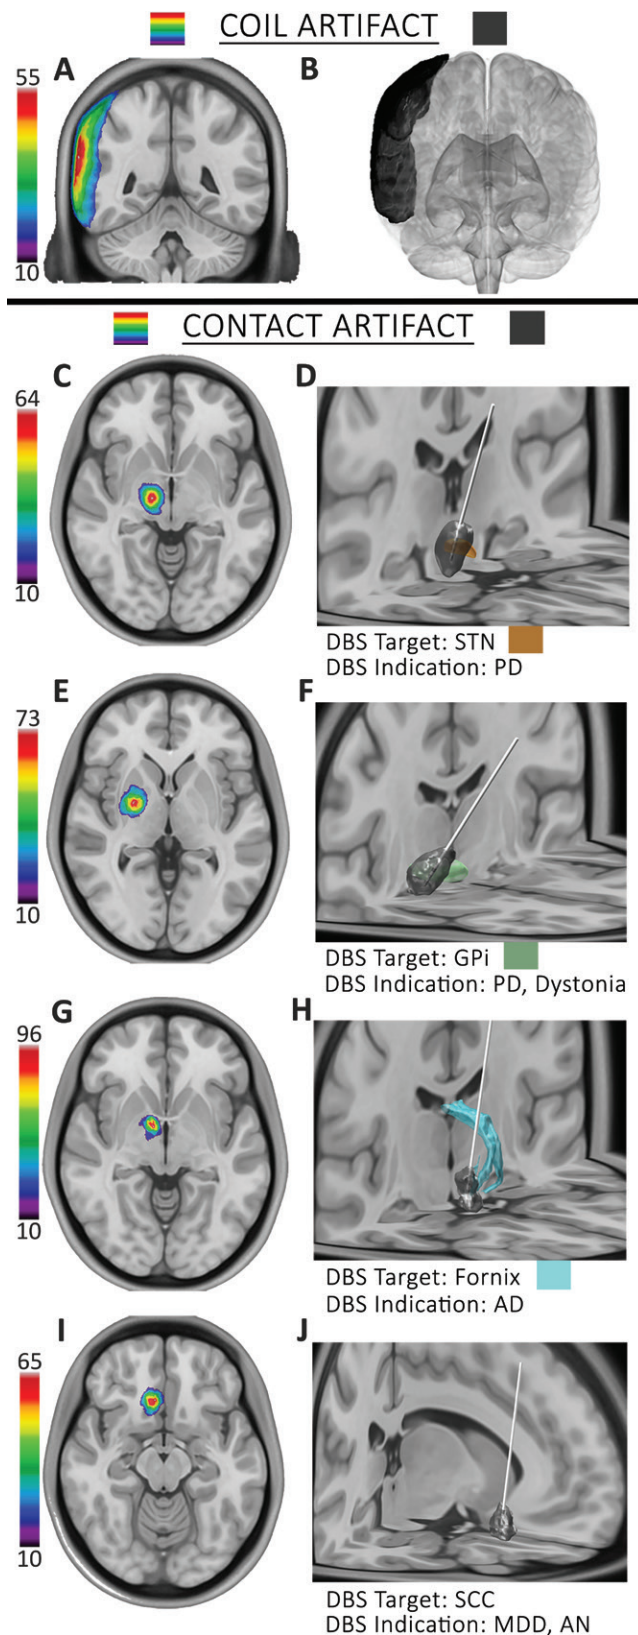 COIL ARTIFACT
A
B
55
10
CONTACT ARTIFACT
C
D
64
10
DBS Target: STN
DBS Indication: PD
E
F
73
10
DBS Target: GPi
DBS Indication: PD, Dystonia
G
H
96
10
DBS Target: Fornix
DBS Indication: AD
I
J
65
10
DBS Target: SCC
DBS Indication: MDD, AN